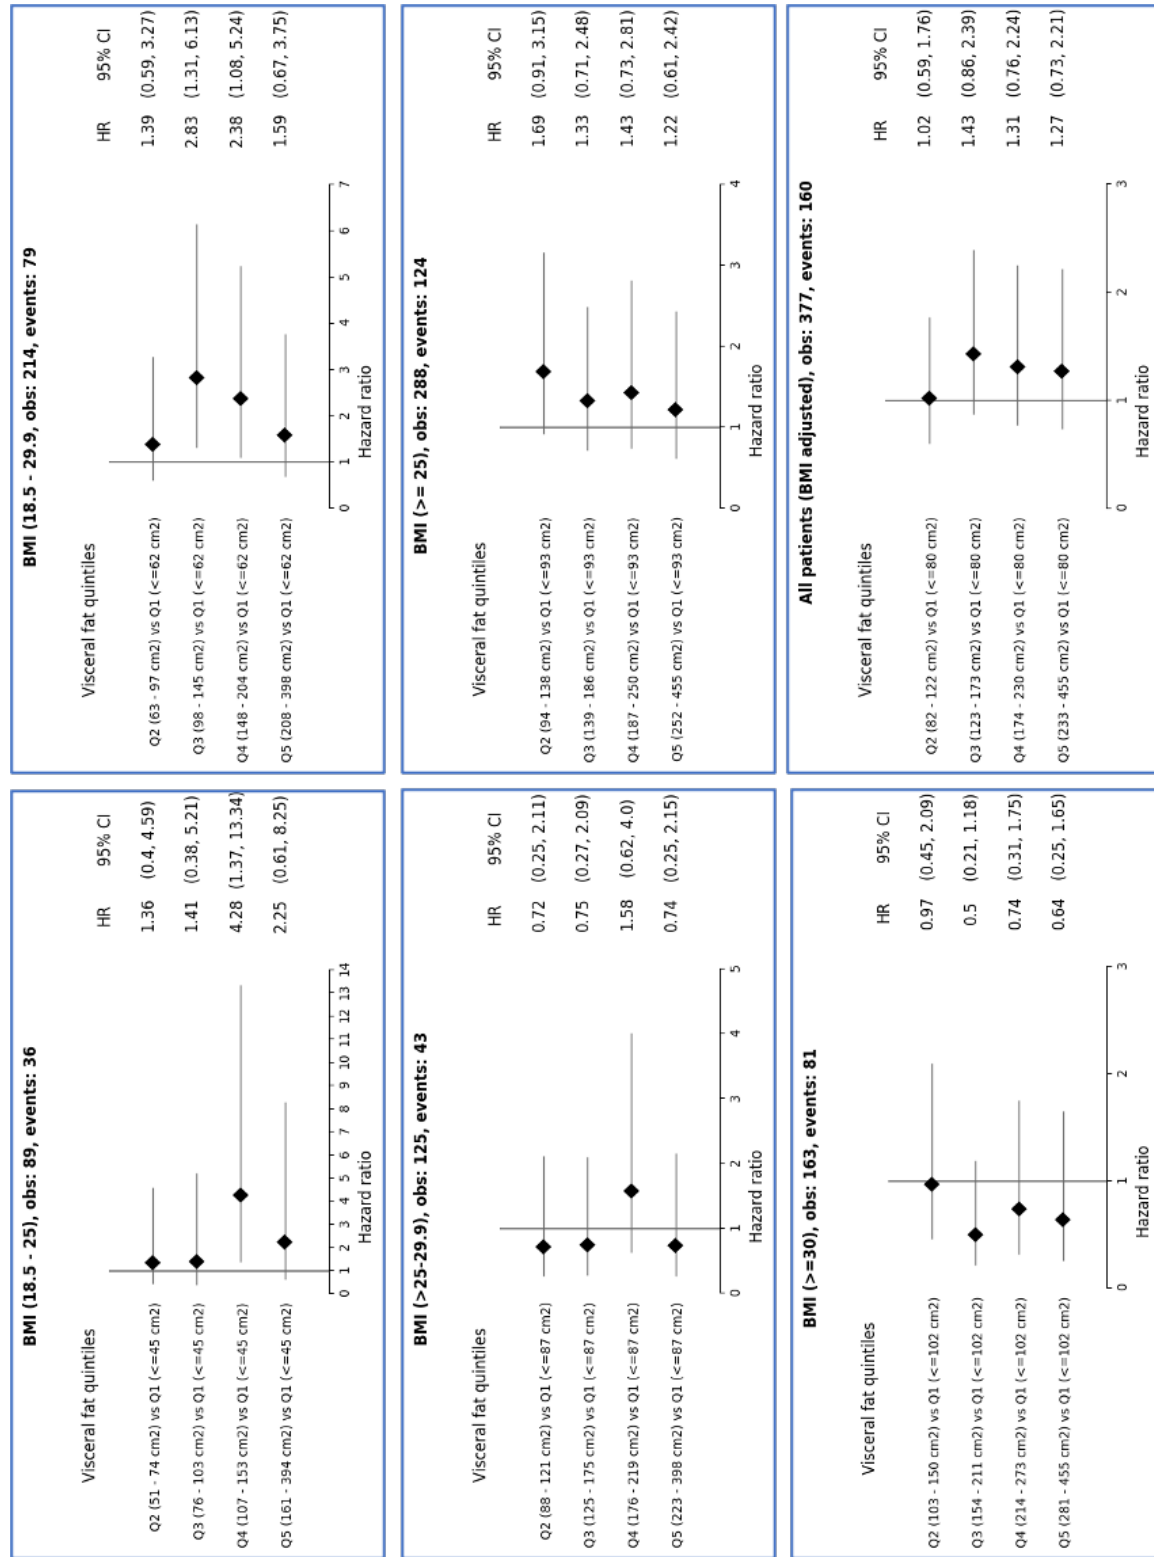 BMI (18.5 - 25), obs: 89, events: 36
Visceral fat quintiles HR 95% CI
Q2 (51 - 74 cm2) vs Q1 (<=45 cm2) 1.36 (0.4, 4.59)
Q3 (76 - 103 cm2) vs Q1 (<=45 cm2) 1.41 (0.38, 5.21)
Q4 (107 - 153 cm2) vs Q1 (<=45 cm2) 4.28 (1.37, 13.34)
Q5 (161 - 394 cm2) vs Q1 (<=45 cm2) 2.25 (0.61, 8.25)
0 1 2 3 4 5 6 7 8 9 10 11 12 13 14
Hazard ratio
BMI (18.5 - 29.9), obs: 214, events: 79
Visceral fat quintiles HR 95% CI
Q2 (63 - 97 cm2) vs Q1 (<=62 cm2) 1.39 (0.59, 3.27)
Q3 (98 - 145 cm2) vs Q1 (<=62 cm2) 2.83 (1.31, 6.13)
Q4 (148 - 204 cm2) vs Q1 (<=62 cm2) 2.38 (1.08, 5.24)
Q5 (208 - 398 cm2) vs Q1 (<=62 cm2) 1.59 (0.67, 3.75)
0 1 2 3 4 5 6 7
Hazard ratio
BMI (>25-29.9), obs: 125, events: 43
Visceral fat quintiles HR 95% CI
Q2 (88 - 121 cm2) vs Q1 (<=87 cm2) 0.72 (0.25, 2.11)
Q3 (125 - 175 cm2) vs Q1 (<=87 cm2) 0.75 (0.27, 2.09)
Q4 (176 - 219 cm2) vs Q1 (<=87 cm2) 1.58 (0.62, 4.0)
Q5 (223 - 398 cm2) vs Q1 (<=87 cm2) 0.74 (0.25, 2.15)
0 1 2 3 4 5
Hazard ratio
BMI (>= 25), obs: 288, events: 124
Visceral fat quintiles HR 95% CI
Q2 (94 - 138 cm2) vs Q1 (<=93 cm2) 1.69 (0.91, 3.15)
Q3 (139 - 186 cm2) vs Q1 (<=93 cm2) 1.33 (0.71, 2.48)
Q4 (187 - 250 cm2) vs Q1 (<=93 cm2) 1.43 (0.73, 2.81)
Q5 (252 - 455 cm2) vs Q1 (<=93 cm2) 1.22 (0.61, 2.42)
0 1 2 3 4
Hazard ratio
BMI (>=30), obs: 163, events: 81
Visceral fat quintiles HR 95% CI
Q2 (103 - 150 cm2) vs Q1 (<=102 cm2) 0.97 (0.45, 2.09)
Q3 (154 - 211 cm2) vs Q1 (<=102 cm2) 0.5 (0.21, 1.18)
Q4 (214 - 273 cm2) vs Q1 (<=102 cm2) 0.74 (0.31, 1.75)
Q5 (281 - 455 cm2) vs Q1 (<=102 cm2) 0.64 (0.25, 1.65)
0 1 2 3
Hazard ratio
All patients (BMI adjusted), obs: 377, events: 160
Visceral fat quintiles HR 95% CI
Q2 (82 - 122 cm2) vs Q1 (<=80 cm2) 1.02 (0.59, 1.76)
Q3 (123 - 173 cm2) vs Q1 (<=80 cm2) 1.43 (0.86, 2.39)
Q4 (174 - 230 cm2) vs Q1 (<=80 cm2) 1.31 (0.76, 2.24)
Q5 (233 - 455 cm2) vs Q1 (<=80 cm2) 1.27 (0.73, 2.21)
0 1 2 3
Hazard ratio